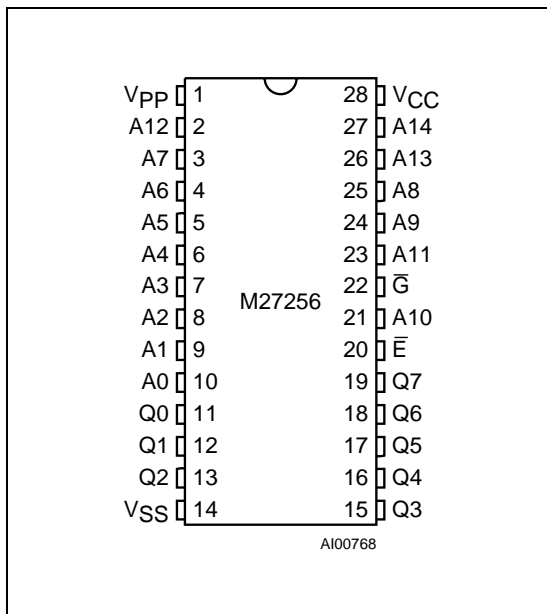 VPP 1 28 VCC
A12 2 27 A14
A7 3 26 A13
A6 4 25 A8
A5 5 24 A9
A4 6 23 A11
A3 7 22 G̅
A2 8 M27256 21 A10
A1 9 20 E̅
A0 10 19 Q7
Q0 11 18 Q6
Q1 12 17 Q5
Q2 13 16 Q4
VSS 14 15 Q3
AI00768